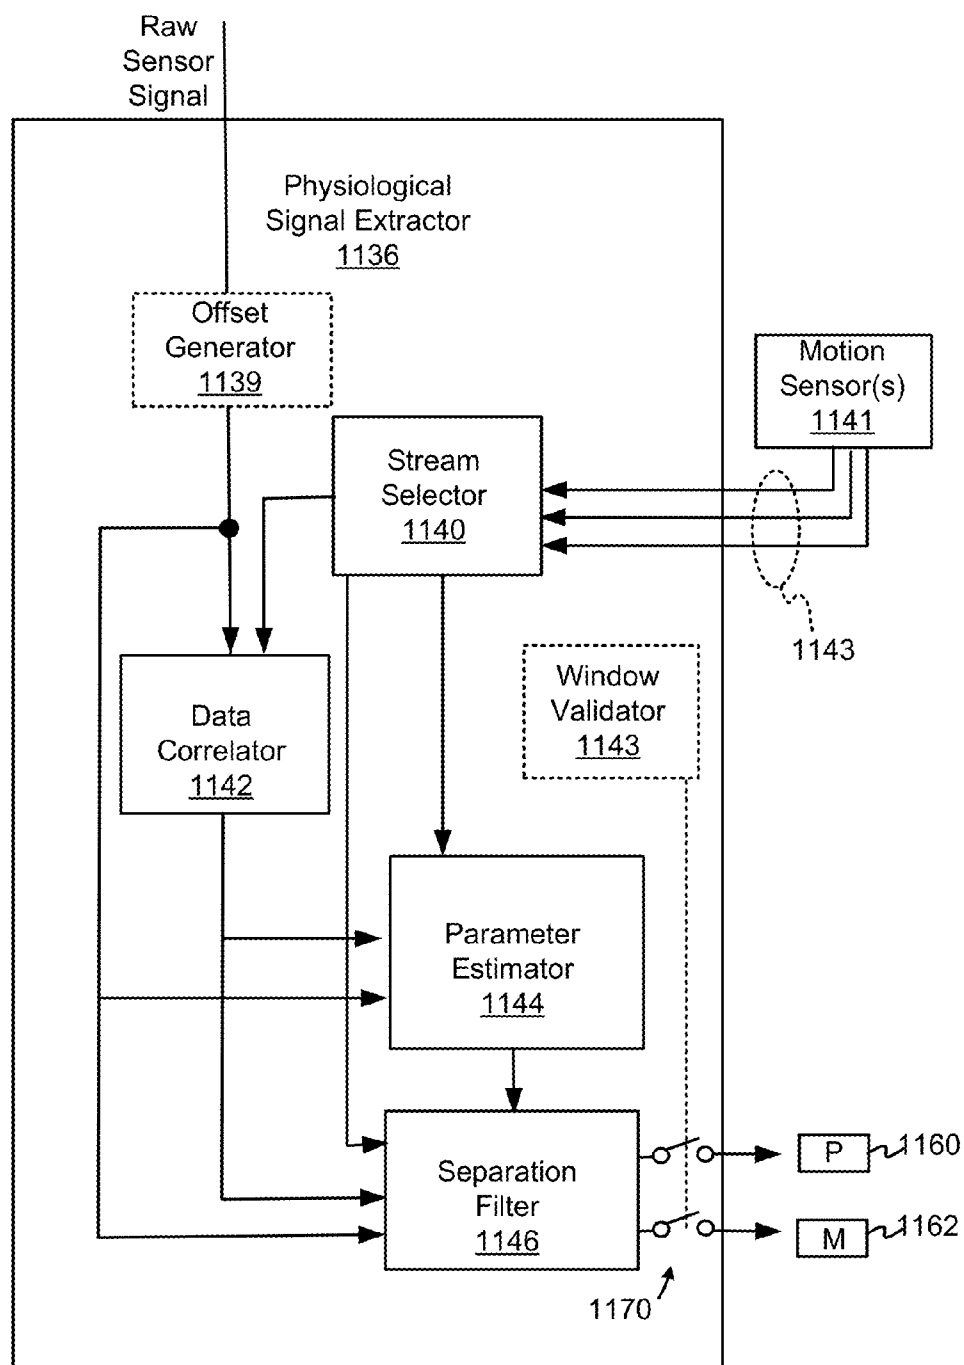 Raw
Sensor
Signal
Physiological
Signal Extractor
1136
Offset
Generator
1139
Motion
Sensor(s)
1141
Stream
Selector
1140
1143
Window
Validator
1143
Data
Correlator
1142
Parameter
Estimator
1144
Separation
Filter
1146
P
1160
M
1162
1170